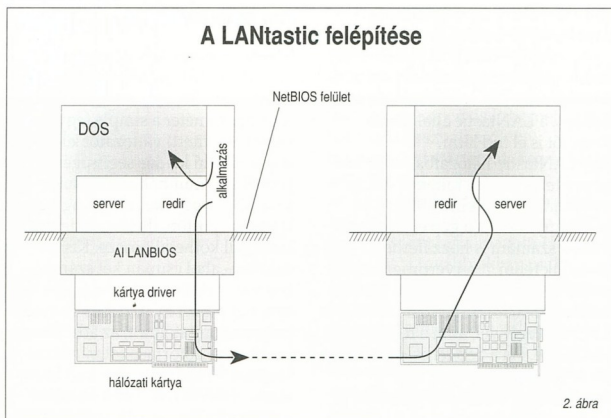 A LANtastic felépítése
NetBIOS felület
DOS
alkalmazás
server
redir
redir
server
AI LANBIOS
kártya driver
hálózati kártya
2. ábra